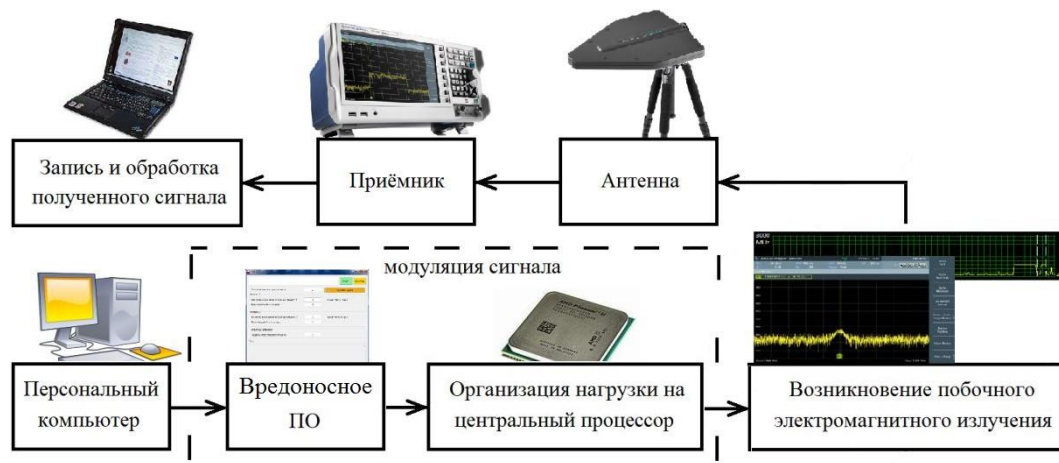 Запись и обработка
полученного сигнала
Приёмник
Антенна
модуляция сигнала
Персональный
компьютер
Вредоносное
ПО
Организация нагрузки на
центральный процессор
Возникновение побочного
электромагнитного излучения